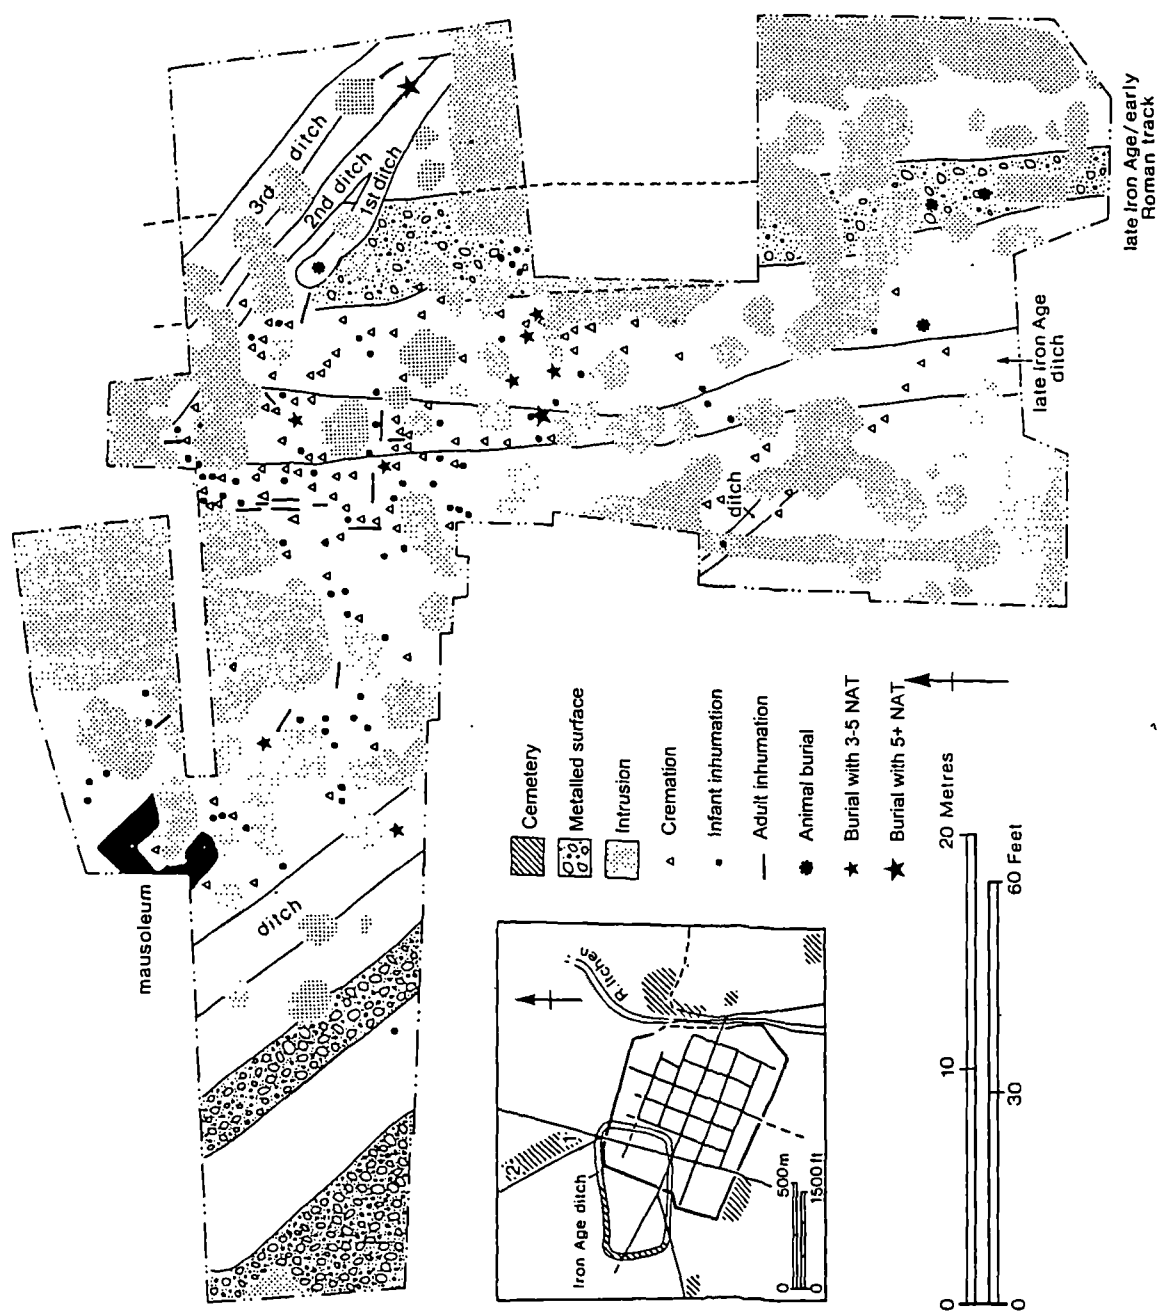 3rd ditch
2nd ditch
1st ditch
late Iron Age/early
Roman track
late Iron Age
ditch
ditch
mausoleum
ditch
Cemetery
Metalled surface
Intrusion
Cremation
Infant inhumation
Adult inhumation
Animal burial
Burial with 3-5 NAT
Burial with 5+ NAT
R. Itchen
Iron Age ditch
2
1
0 500m
0 1500ft
0 10 20 Metres
0 30 60 Feet